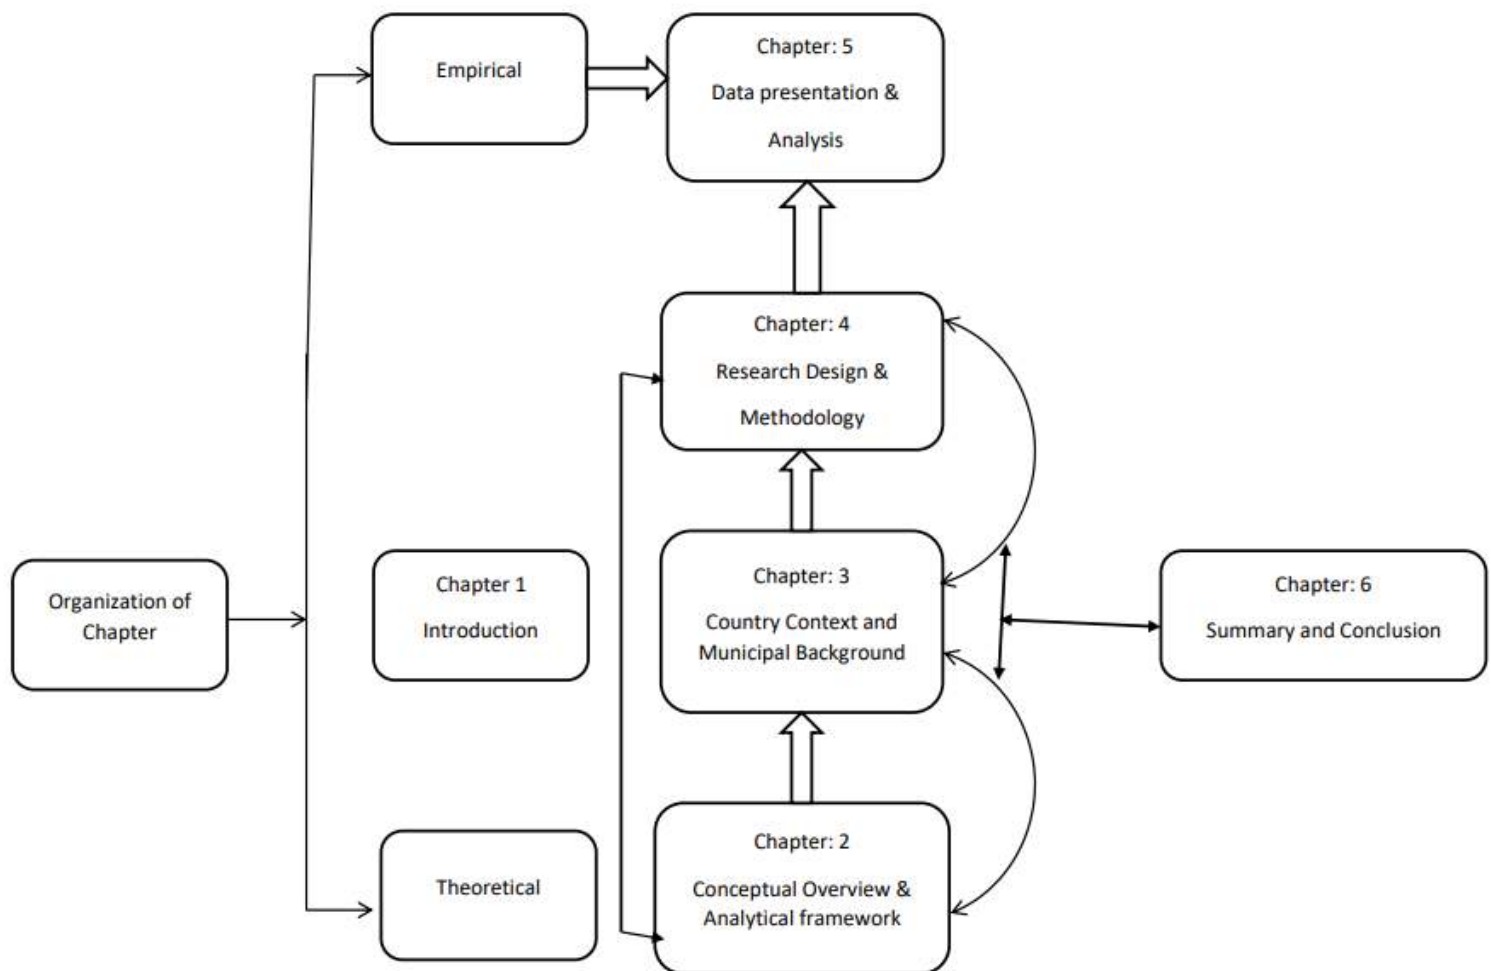 Empirical
Chapter: 5
Data presentation &
Analysis
Chapter: 4
Research Design &
Methodology
Organization of
Chapter
Chapter 1
Introduction
Chapter: 3
Country Context and
Municipal Background
Chapter: 6
Summary and Conclusion
Theoretical
Chapter: 2
Conceptual Overview &
Analytical framework